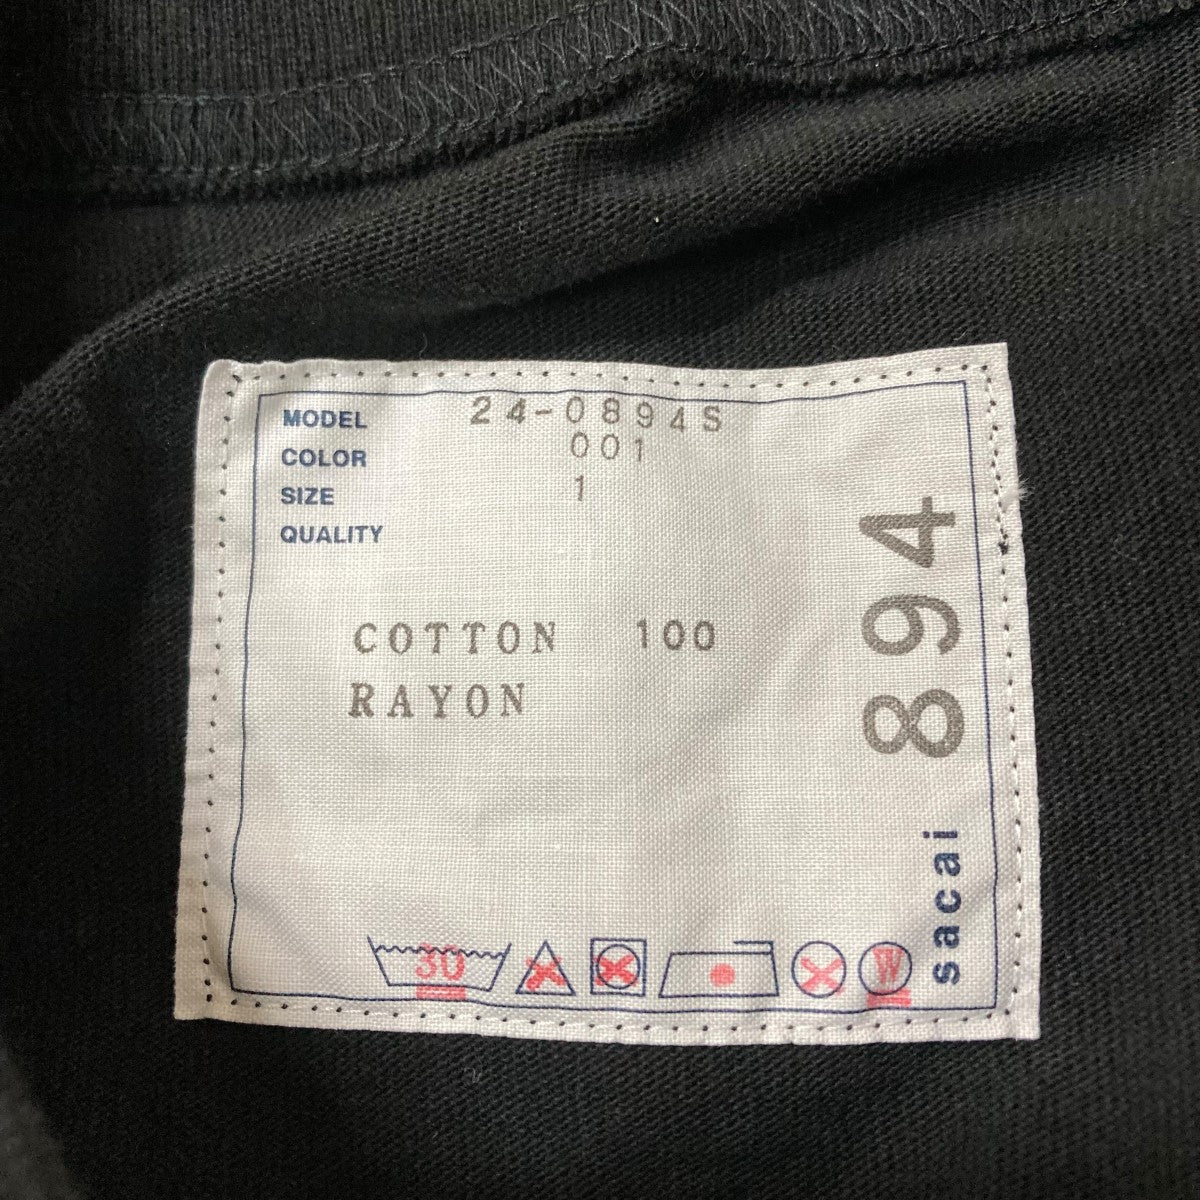 MODEL 24-0894S
COLOR 001
SIZE 1
QUALITY
COTTON 100
RAYON
894
sacai
30
W